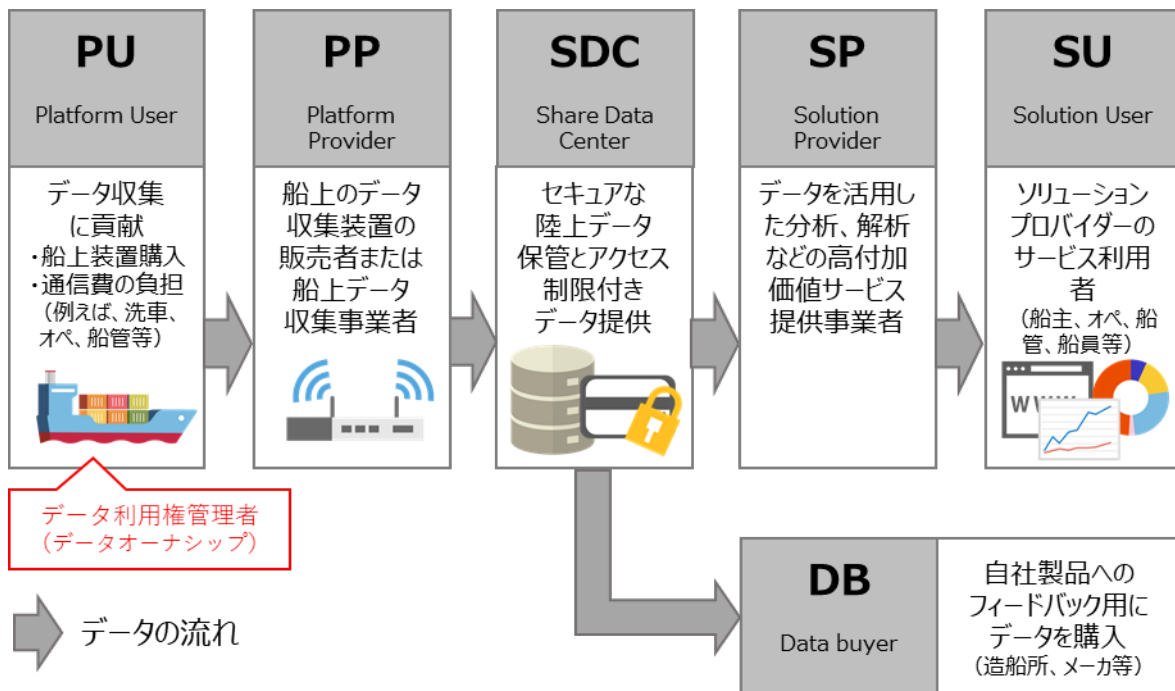 PU
Platform User
データ収集
に貢献
・船上装置購入
・通信費の負担
（例えば、洗車、
オペ、船管等）
データ利用権管理者
（データオーナシップ）
PP
Platform
Provider
船上のデータ
収集装置の
販売者または
船上データ
収集事業者
SDC
Share Data
Center
セキュアな
陸上データ
保管とアクセス
制限付き
データ提供
SP
Solution
Provider
データを活用し
た分析、解析
などの高付加
価値サービス
提供事業者
SU
Solution User
ソリューション
プロバイダーの
サービス利用
者
（船主、オペ、船
管、船員等）
WWW
DB
Data buyer
自社製品への
フィードバック用に
データを購入
（造船所、メーカ等）
データの流れ